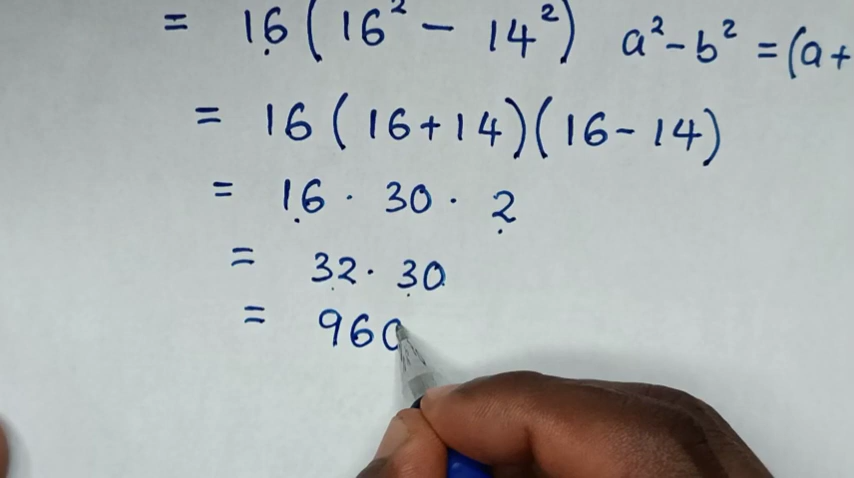 = 16(16² - 14²) a² - b² = (a+
= 16(16+14)(16-14)
= 16 · 30 · 2
= 32 · 30
= 960